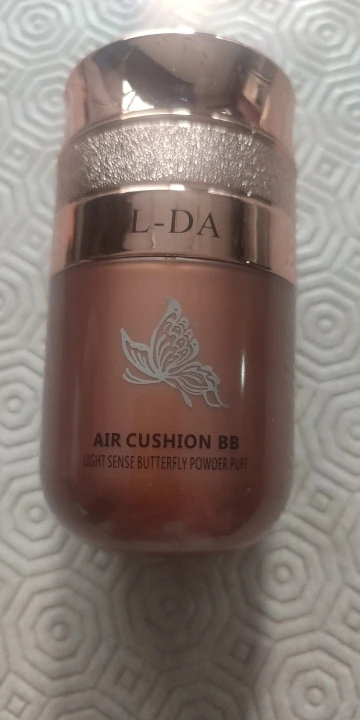 L-DA
AIR CUSHION BB
LIGHT SENSE BUTTERFLY POWDER PUFF